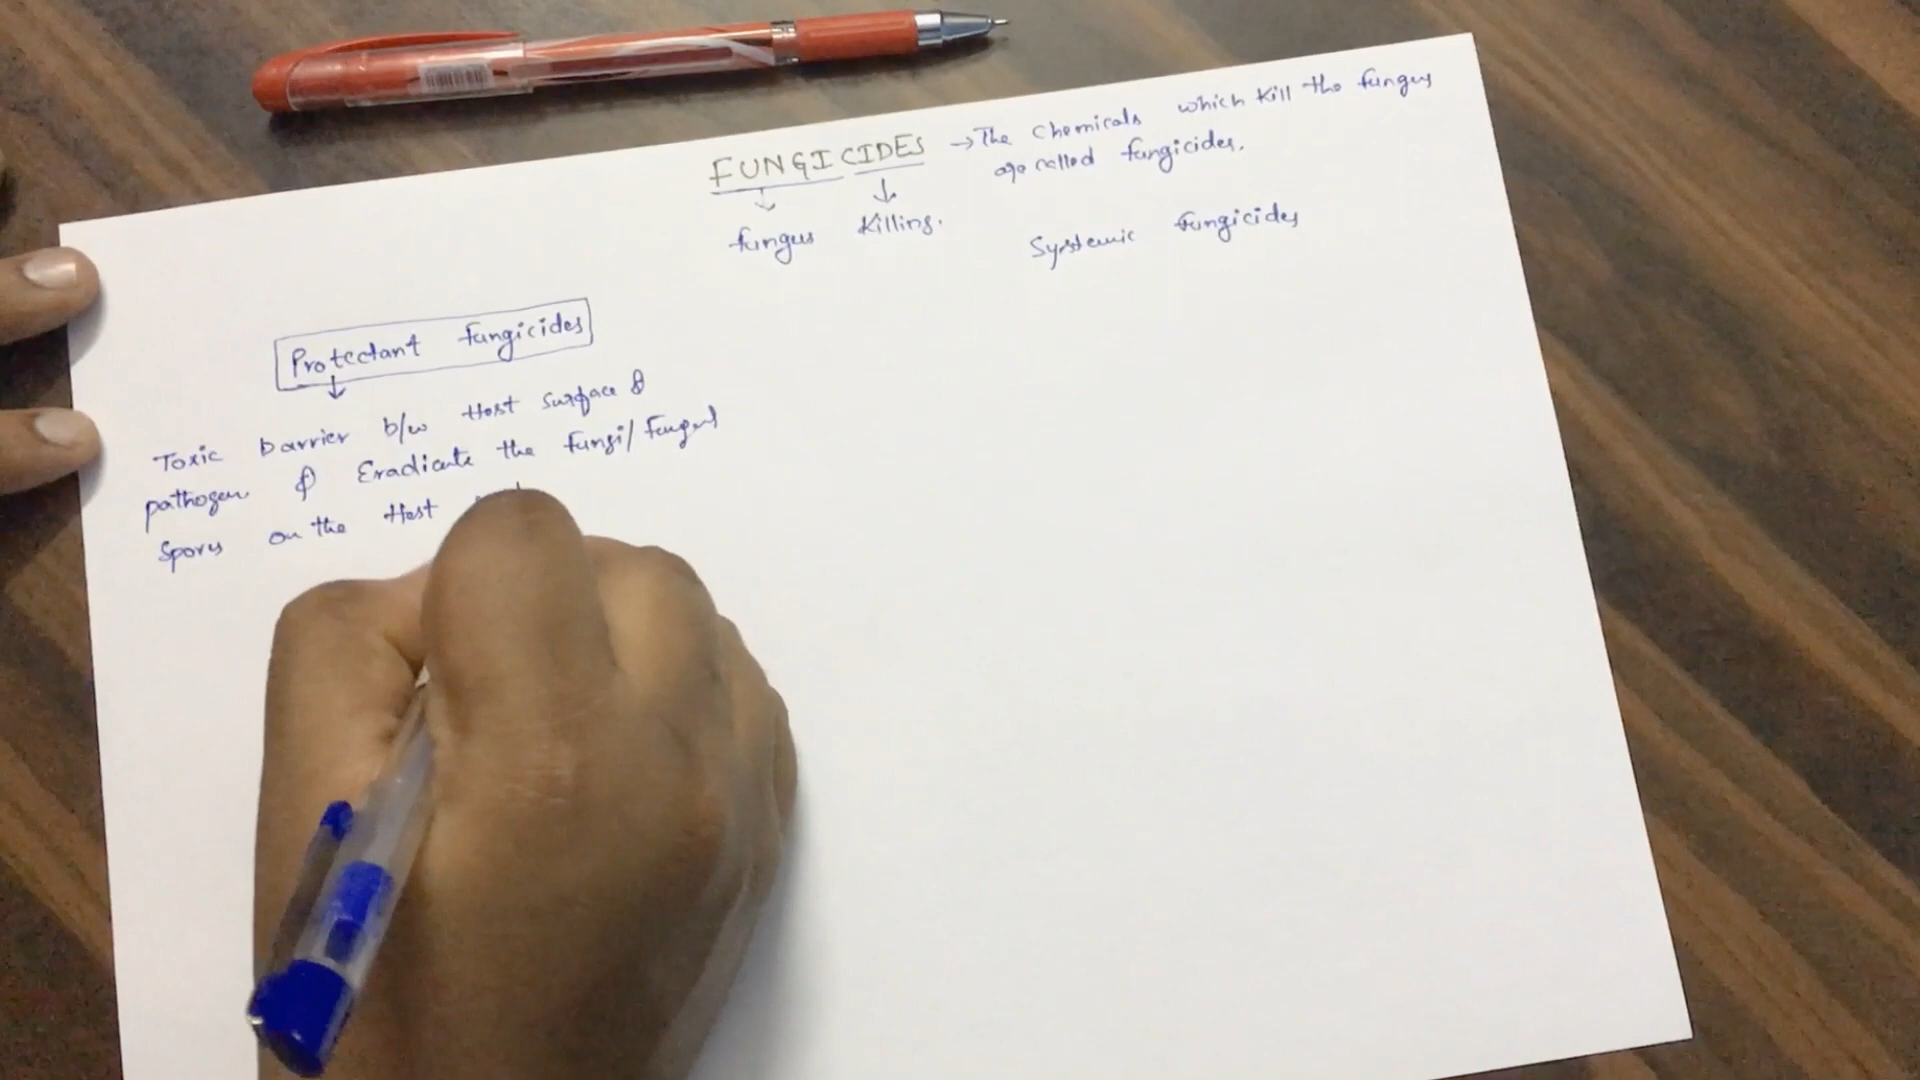 FUNGICIDES → The chemicals which kill the fungus
are called fungicides.
fungus killing.
Systemic fungicides
Protectant fungicides
Toxic barrier b/w Host surface &
pathogen & Eradicate the fungi/fungal
spores on the Host